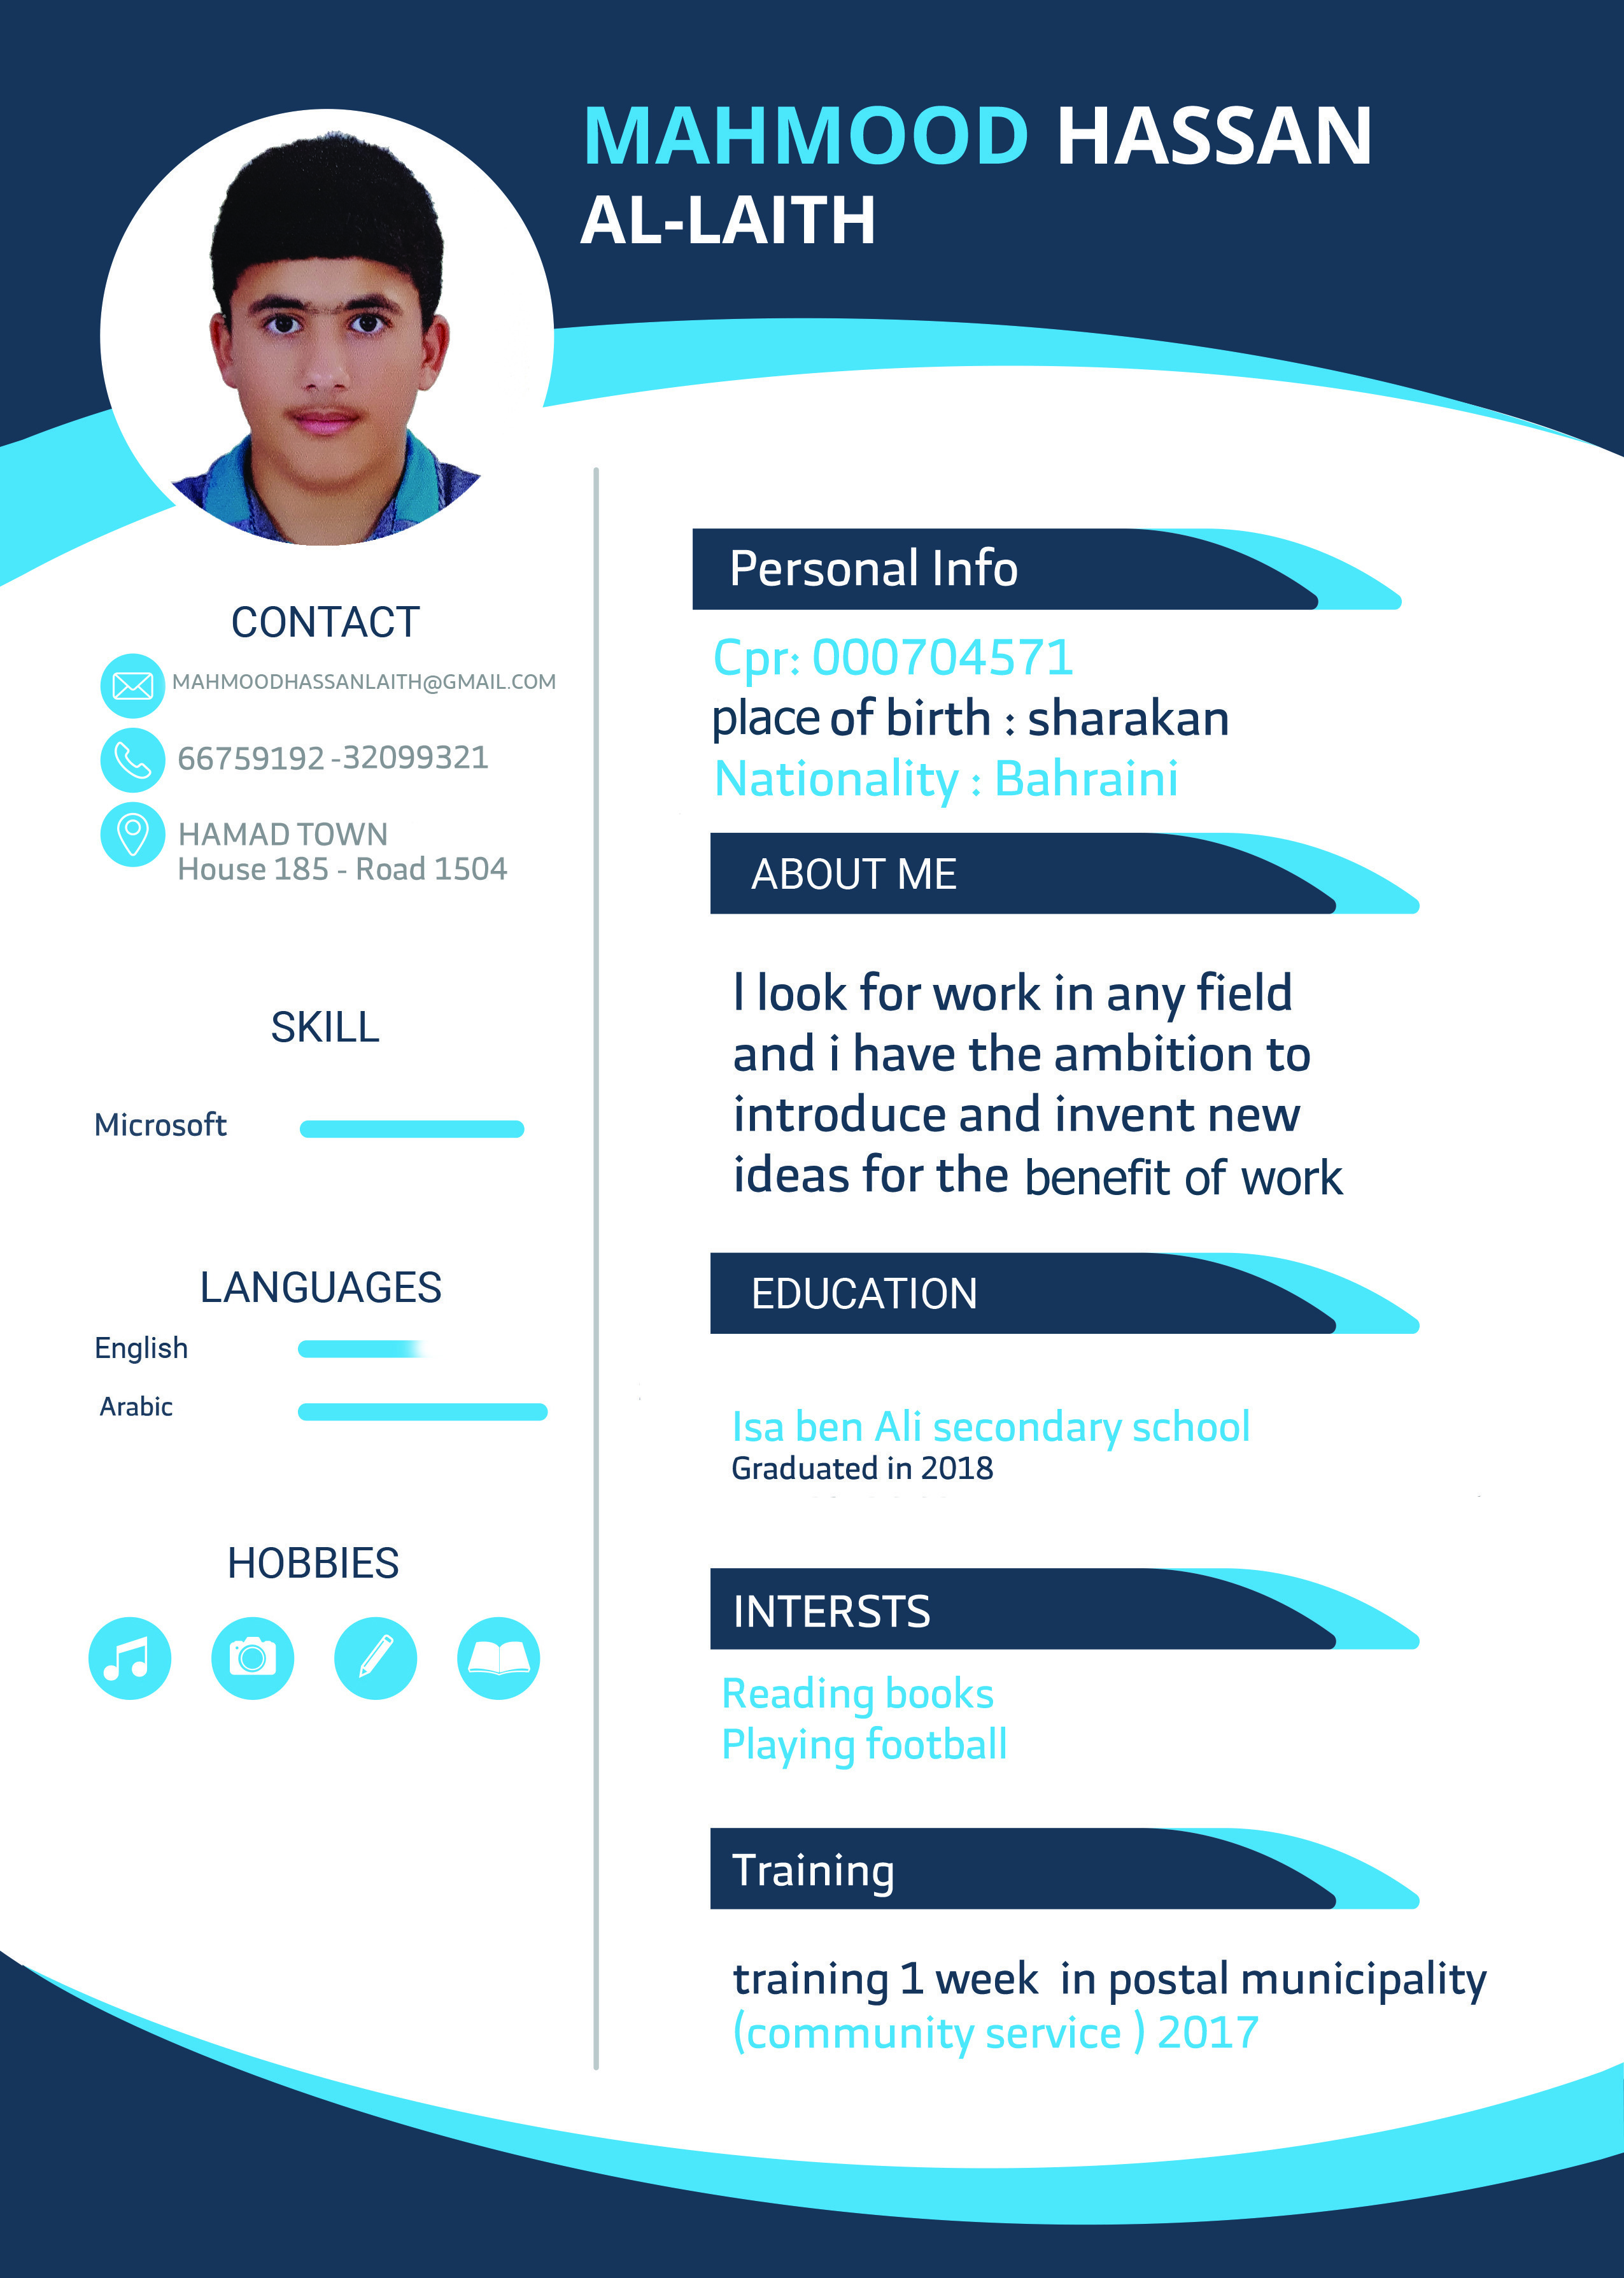 MAHMOOD HASSAN
AL-LAITH
CONTACT
MAHMOODHASSANLAITH@GMAIL.COM
66759192 -32099321
HAMAD TOWN
House 185 - Road 1504
SKILL
Microsoft
LANGUAGES
English
Arabic
HOBBIES
Personal Info
Cpr: 000704571
place of birth : sharakan
Nationality : Bahraini
ABOUT ME
I look for work in any field
and i have the ambition to
introduce and invent new
ideas for the benefit of work
EDUCATION
Isa ben Ali secondary school
Graduated in 2018
INTERSTS
Reading books
Playing football
Training
training 1 week in postal municipality
(community service ) 2017